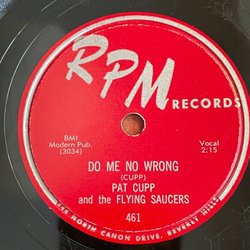 RPM
RECORDS
BMI
Modern Pub.
(3034)
Vocal
2:15
DO ME NO WRONG
(CUPP)
PAT CUPP
and the FLYING SAUCERS
461
NORTH CANON DRIVE, BEVERLY HILLS